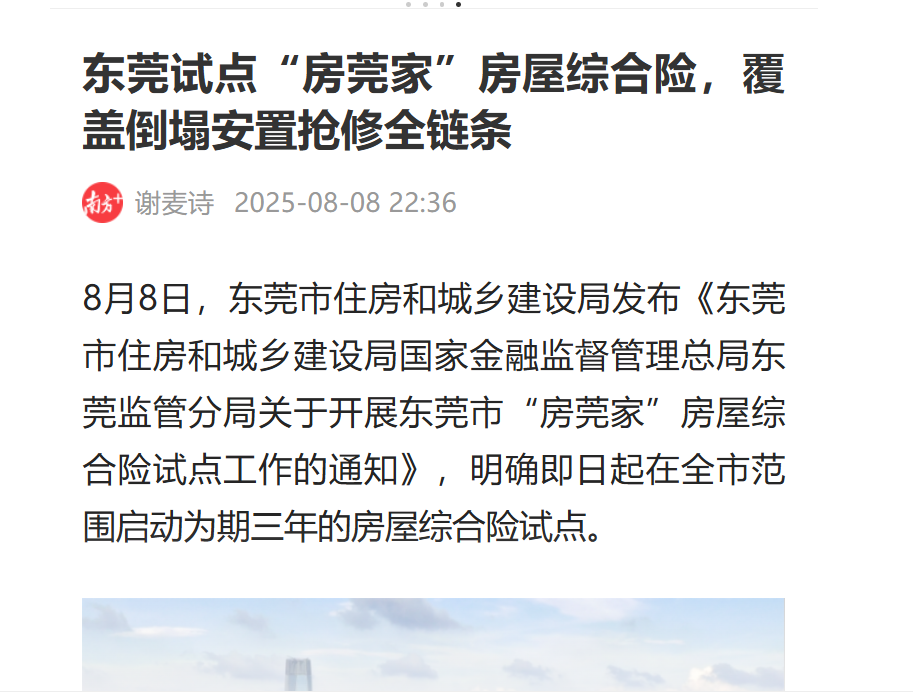 东莞试点“房莞家”房屋综合险，覆
盖倒塌安置抢修全链条
南方+ 谢麦诗 2025-08-08 22:36
8月8日，东莞市住房和城乡建设局发布《东莞
市住房和城乡建设局国家金融监督管理总局东
莞监管分局关于开展东莞市“房莞家”房屋综
合险试点工作的通知》，明确即日起在全市范
围启动为期三年的房屋综合险试点。